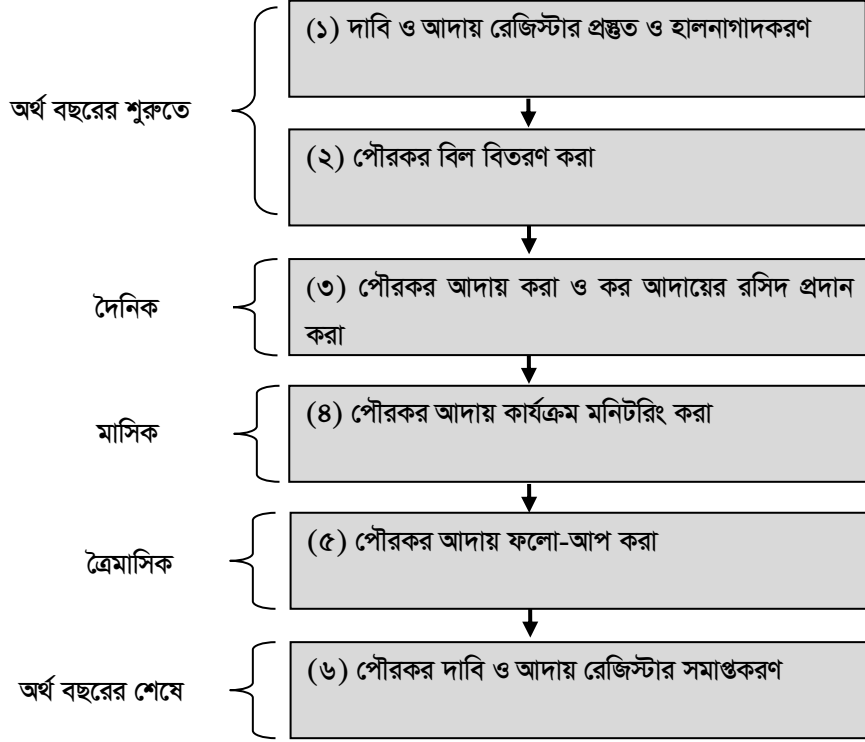 (১) দাবি ও আদায় রেজিস্টার প্রস্তুত ও হালনাগাদকরণ
অর্থ বছরের শুরুতে
(২) পৌরকর বিল বিতরণ করা
(৩) পৌরকর আদায় করা ও কর আদায়ের রসিদ প্রদান
করা
দৈনিক
(৪) পৌরকর আদায় কার্যক্রম মনিটরিং করা
মাসিক
(৫) পৌরকর আদায় ফলো-আপ করা
ত্রৈমাসিক
(৬) পৌরকর দাবি ও আদায় রেজিস্টার সমাপ্তকরণ
অর্থ বছরের শেষে